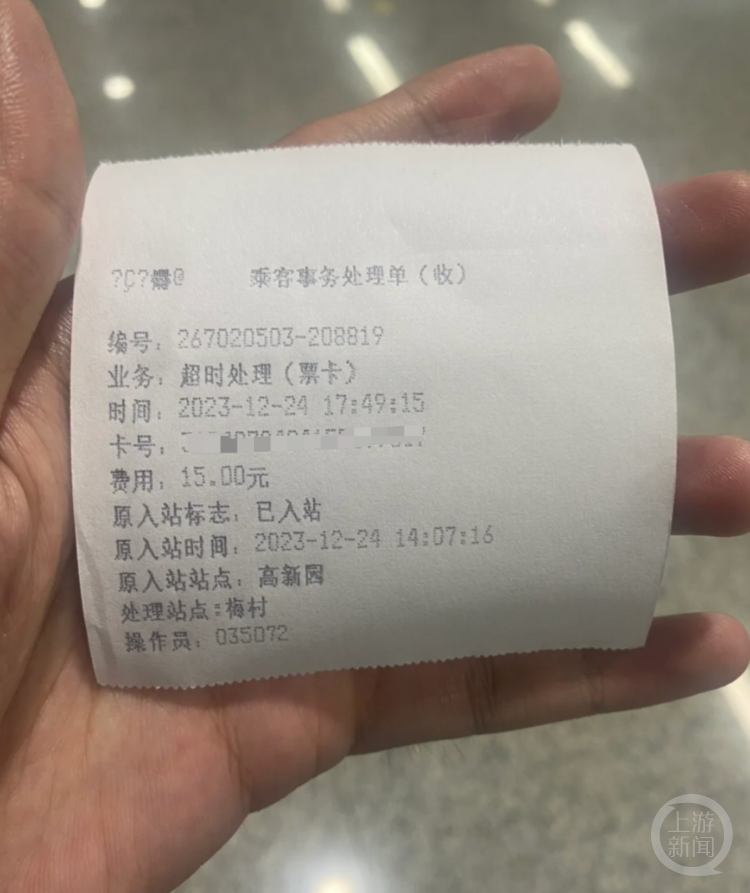 ?Ç?爾@ 乘客事务处理单（收）
编号：267020503-208819
业务：超时处理（票卡）
时间：2023-12-24 17:49:15
卡号：
费用：15.00元
原入站标志：已入站
原入站时间：2023-12-24 14:07:16
原入站站点：高新园
处理站点:梅村
操作员：035072
上游
新闻